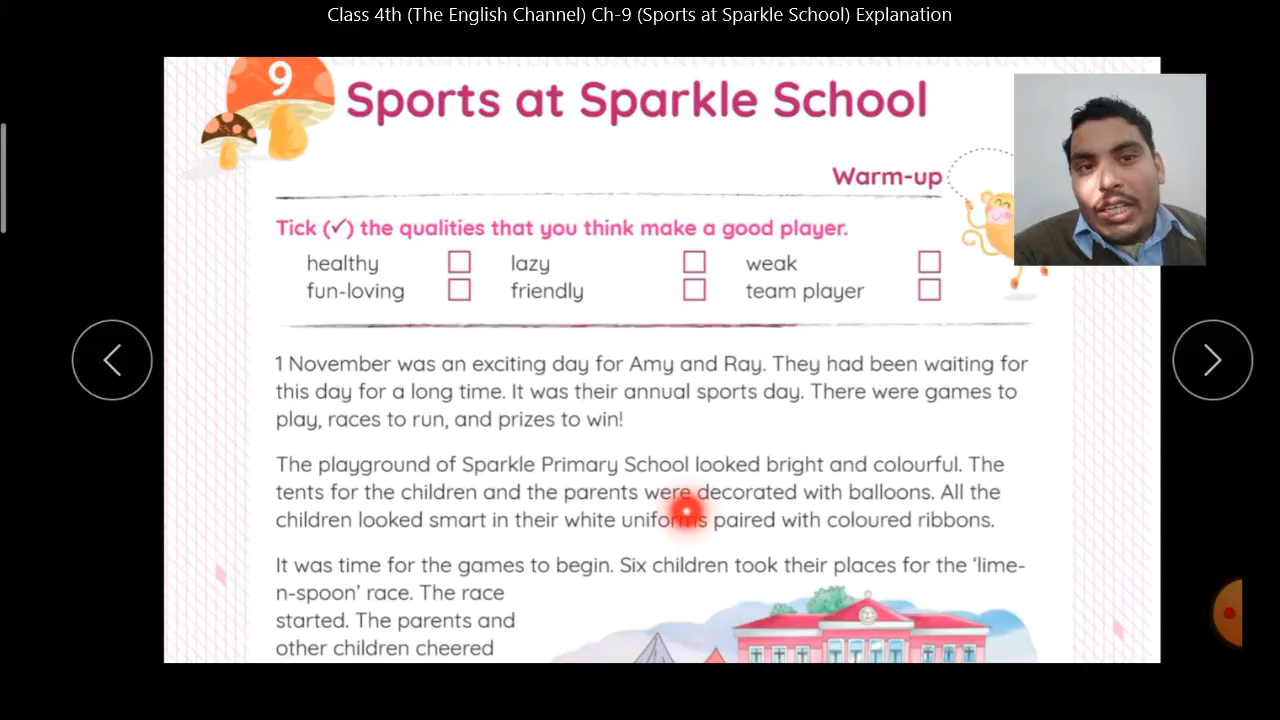 Class 4th (The English Channel) Ch-9 (Sports at Sparkle School) Explanation
9
Sports at Sparkle School
Warm-up
Tick (✓) the qualities that you think make a good player.
healthy lazy weak
fun-loving friendly team player
1 November was an exciting day for Amy and Ray. They had been waiting for
this day for a long time. It was their annual sports day. There were games to
play, races to run, and prizes to win!
The playground of Sparkle Primary School looked bright and colourful. The
tents for the children and the parents were decorated with balloons. All the
children looked smart in their white uniforms paired with coloured ribbons.
It was time for the games to begin. Six children took their places for the ‘lime-
n-spoon’ race. The race
started. The parents and
other children cheered